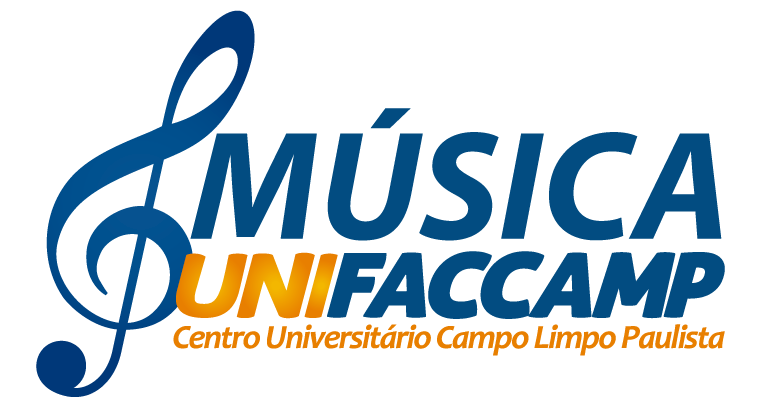 MÚSICA
UNIFACCAMP
Centro Universitário Campo Limpo Paulista